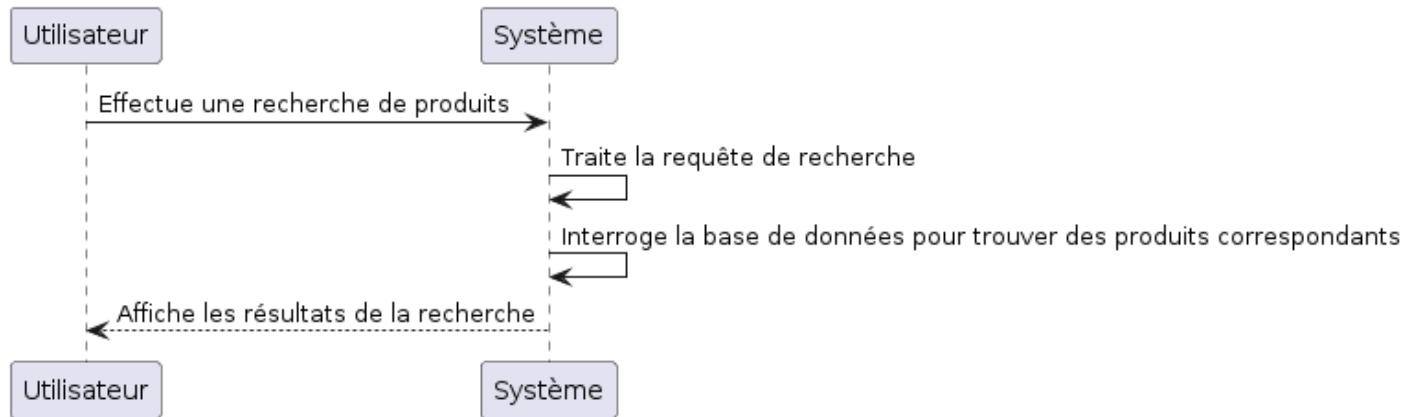 Utilisateur
Système
Effectue une recherche de produits
Traite la requête de recherche
Interroge la base de données pour trouver des produits correspondants
Affiche les résultats de la recherche
Utilisateur
Système